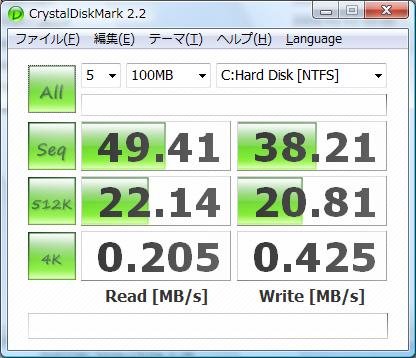 CrystalDiskMark 2.2
ファイル(F) 編集(E) テーマ(T) ヘルプ(H) Language
All 5 100MB C:Hard Disk [NTFS]
Seq 49.41 38.21
512K 22.14 20.81
4K 0.205 0.425
Read [MB/s] Write [MB/s]